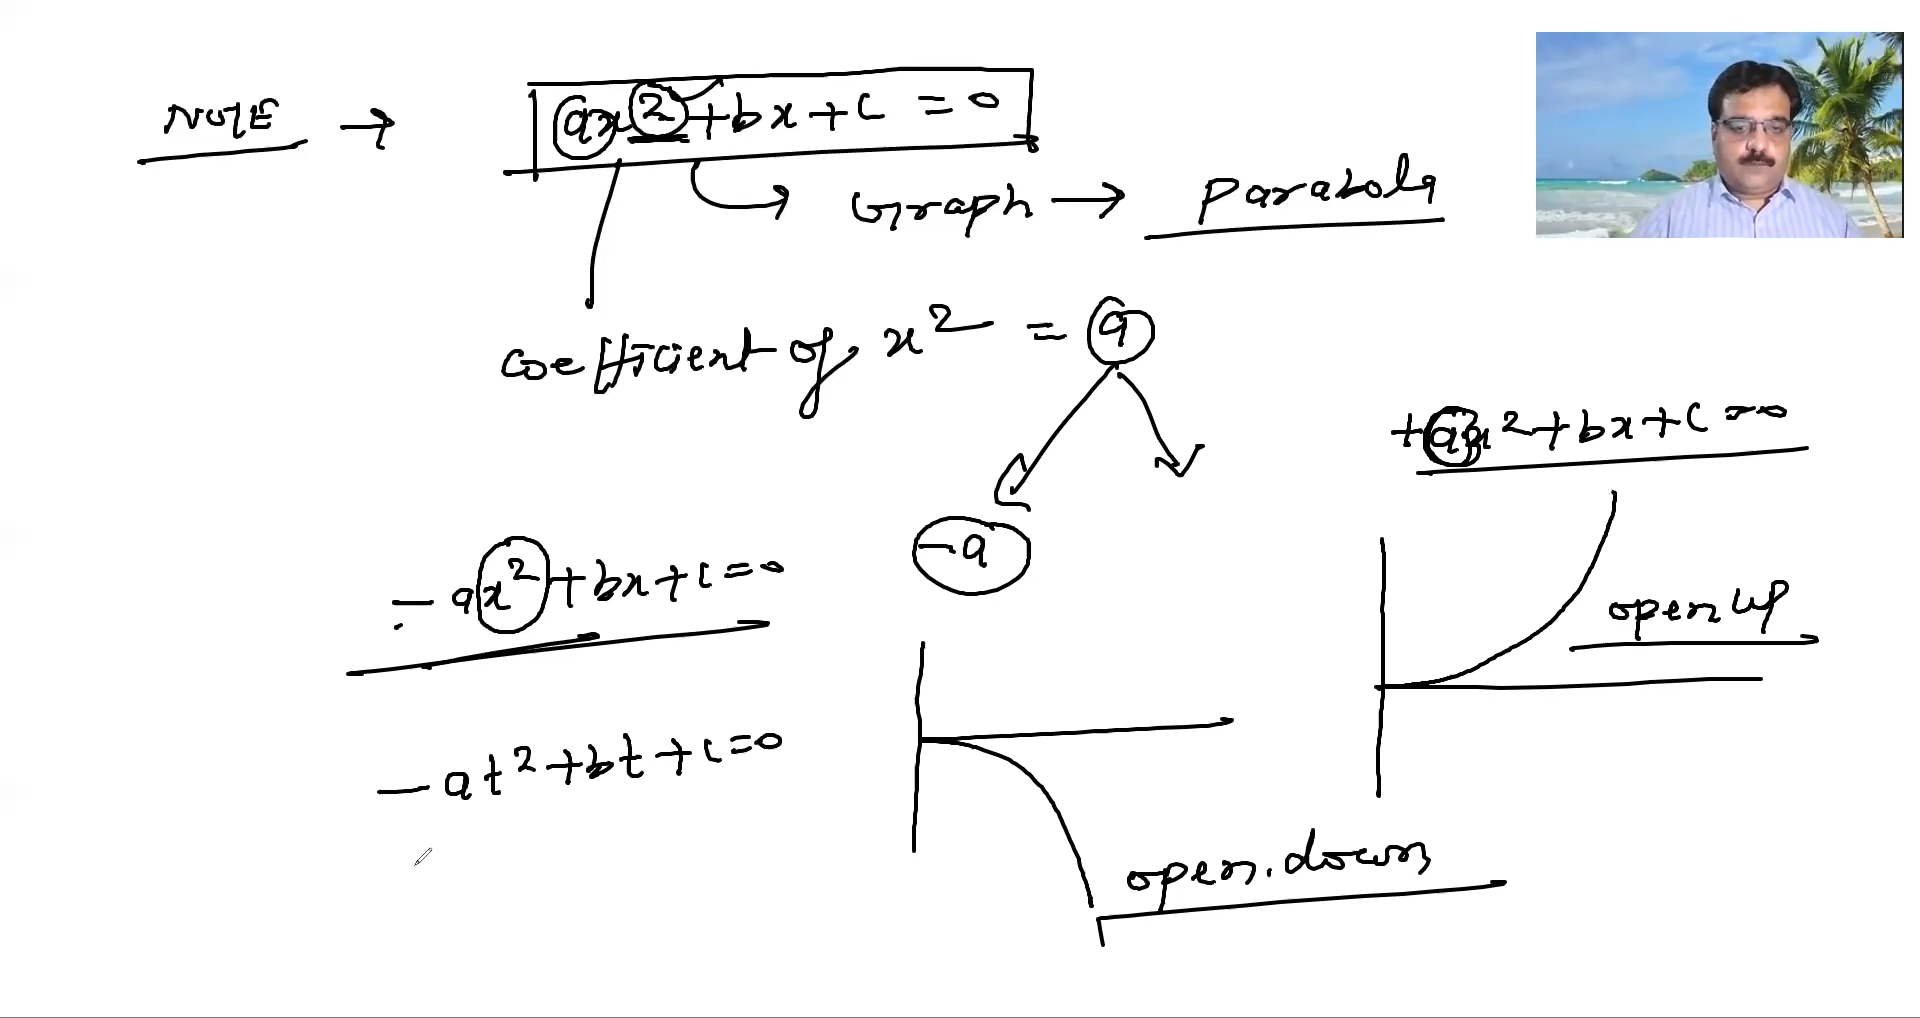 NOTE → ax²+bx+c=0
Graph → Parabola
coefficient of x² = a
+ax²+bx+c=0
-a
-ax²+bx+c=0
open up
-at²+bt+c=0
open.down